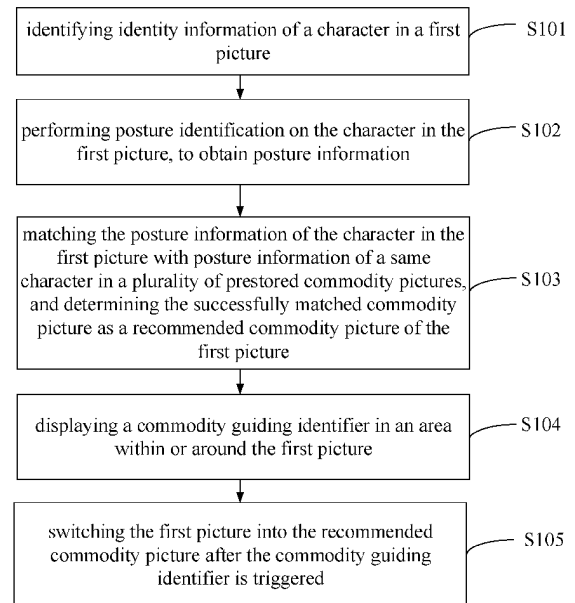 identifying identity information of a character in a first
picture
S101
performing posture identification on the character in the
first picture, to obtain posture information
S102
matching the posture information of the character in the
first picture with posture information of a same
character in a plurality of prestored commodity pictures,
and determining the successfully matched commodity
picture as a recommended commodity picture of the
first picture
S103
displaying a commodity guiding identifier in an area
within or around the first picture
S104
switching the first picture into the recommended
commodity picture after the commodity guiding
identifier is triggered
S105